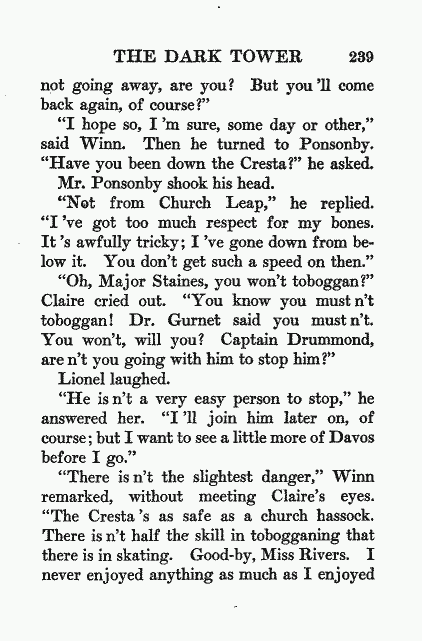 THE DARK TOWER 239
not going away, are you? But you'll come
back again, of course?"
"I hope so, I'm sure, some day or other,"
said Winn. Then he turned to Ponsonby.
"Have you been down the Cresta?" he asked.
Mr. Ponsonby shook his head.
"Not from Church Leap," he replied.
"I've got too much respect for my bones.
It's awfully tricky; I've gone down from be-
low it. You don't get such a speed on then."
"Oh, Major Staines, you won't toboggan?"
Claire cried out. "You know you mustn't
toboggan! Dr. Gurnet said you mustn't.
You won't, will you? Captain Drummond,
aren't you going with him to stop him?"
Lionel laughed.
"He isn't a very easy person to stop," he
answered her. "I'll join him later on, of
course; but I want to see a little more of Davos
before I go."
"There isn't the slightest danger," Winn
remarked, without meeting Claire's eyes.
"The Cresta's as safe as a church hassock.
There isn't half the skill in tobogganing that
there is in skating. Good-by, Miss Rivers. I
never enjoyed anything as much as I enjoyed